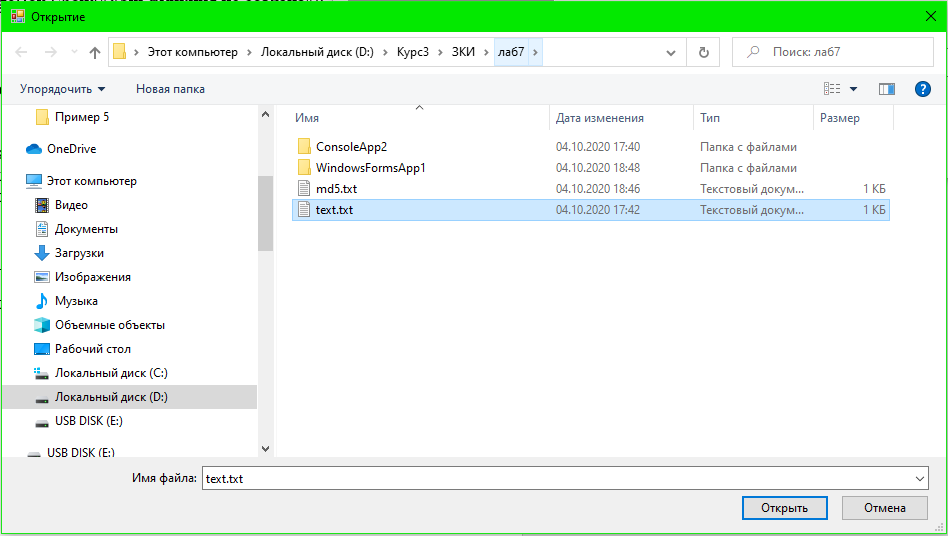 Открытие
Этот компьютер › Локальный диск (D:) › Курс3 › ЗКИ › лаб7 ›
Поиск: лаб7
Упорядочить
Новая папка
Пример 5
OneDrive
Этот компьютер
Видео
Документы
Загрузки
Изображения
Музыка
Объемные объекты
Рабочий стол
Локальный диск (C:)
Локальный диск (D:)
USB DISK (E:)
USB DISK (E:)
Имя Дата изменения Тип Размер
ConsoleApp2 04.10.2020 17:40 Папка с файлами
WindowsFormsApp1 04.10.2020 18:48 Папка с файлами
md5.txt 04.10.2020 18:46 Текстовый докум... 1 КБ
text.txt 04.10.2020 17:42 Текстовый докум... 1 КБ
Имя файла: text.txt
Открыть Отмена